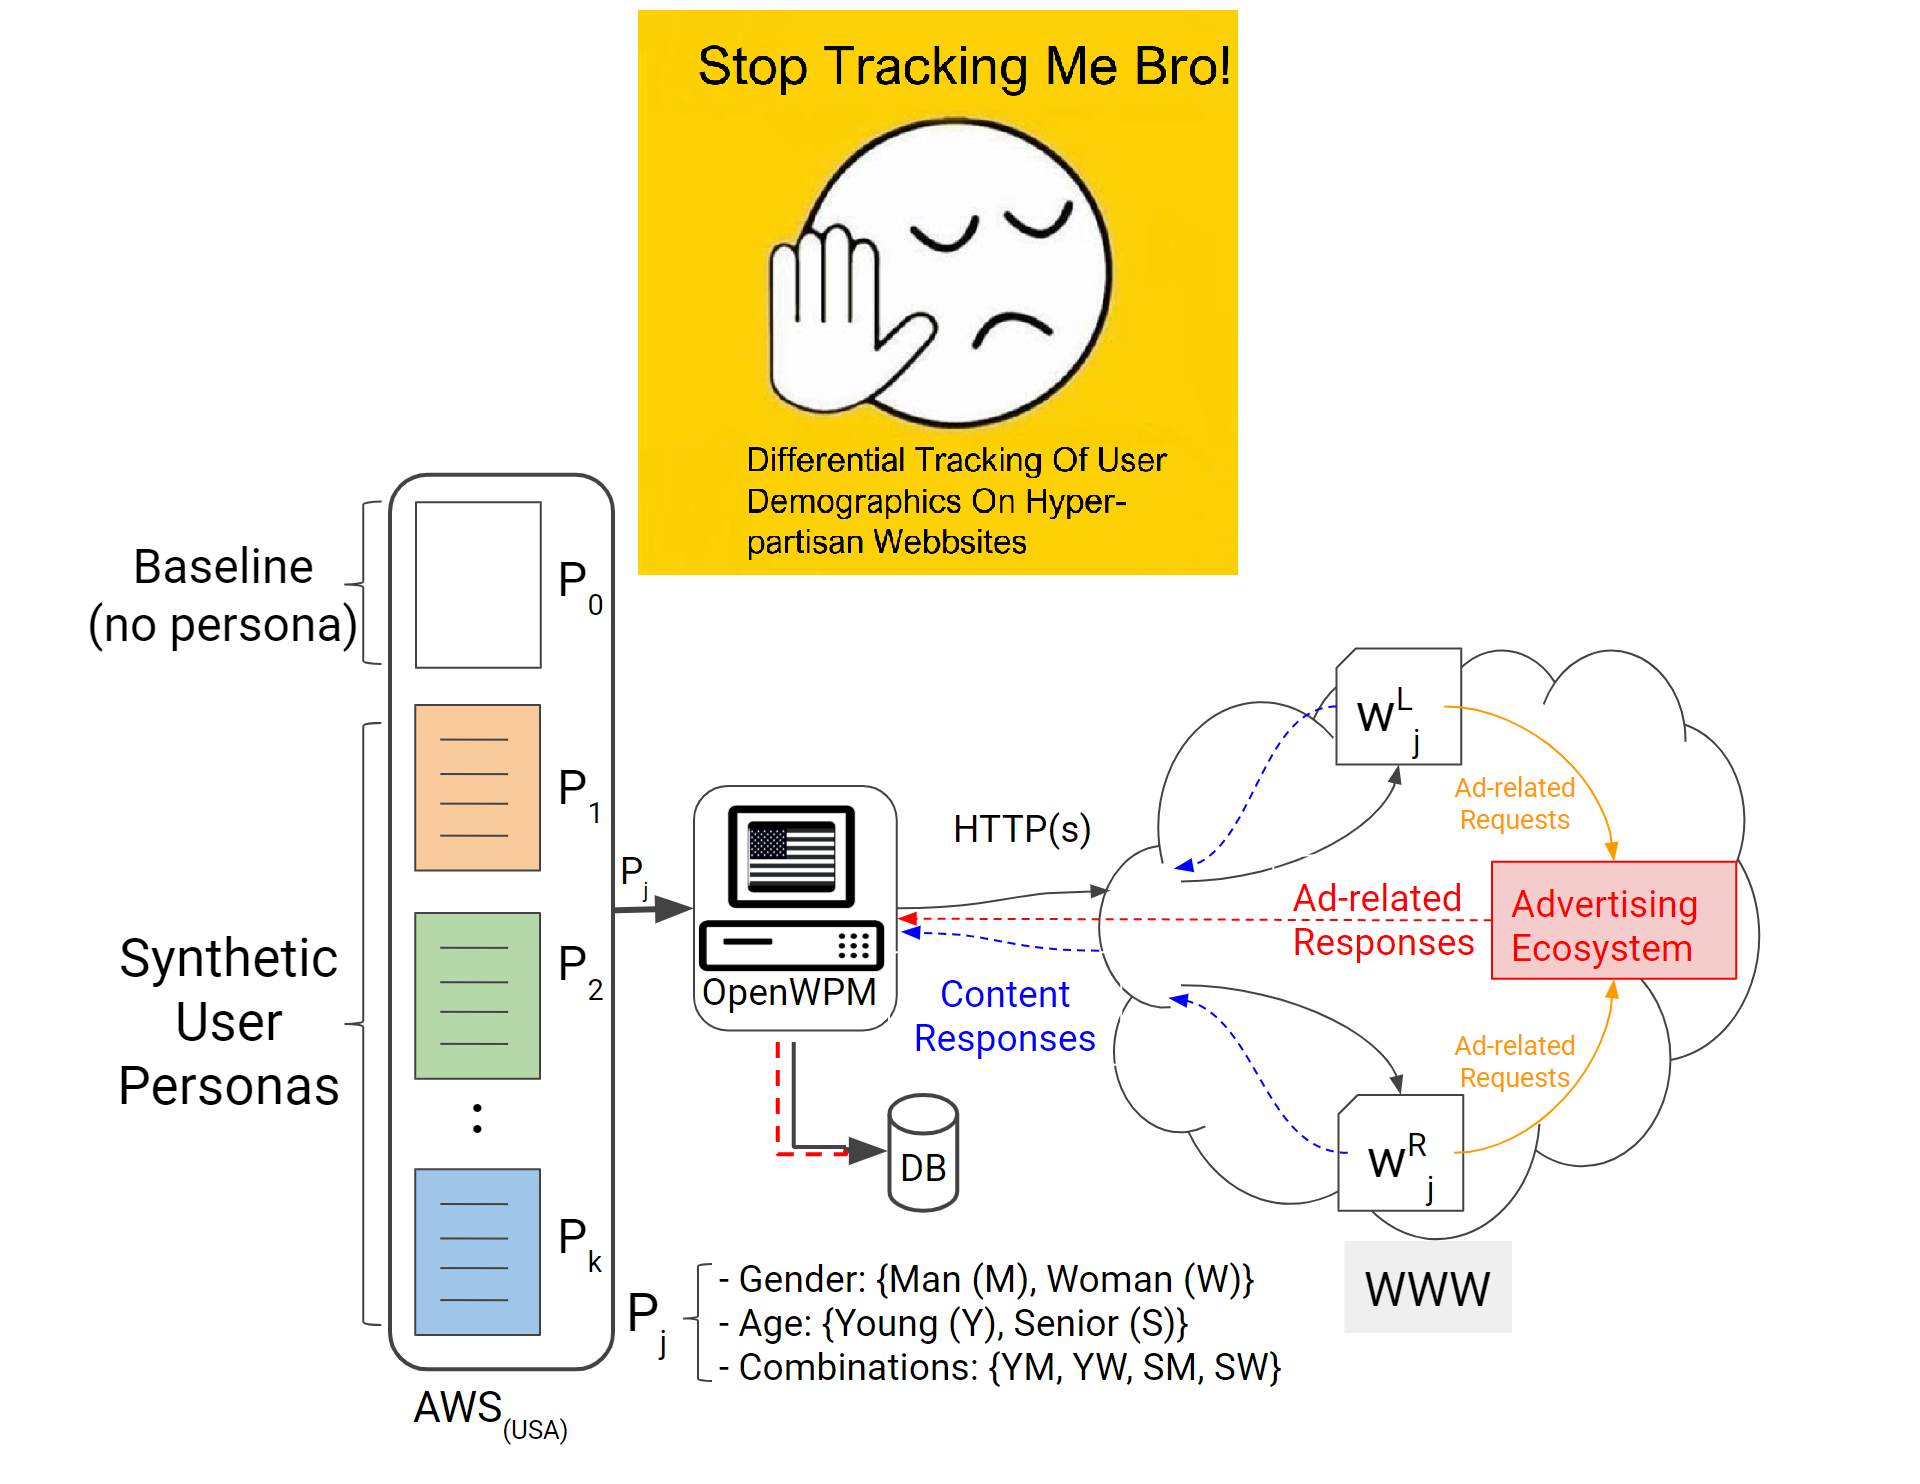 Stop Tracking Me Bro!
Differential Tracking Of User
Demographics On Hyper-
partisan Webbsites
Baseline
(no persona)
P0
P1
P2
Pk
Synthetic
User
Personas
AWS(USA)
Pj
OpenWPM
DB
HTTP(s)
Content
Responses
Ad-related
Responses
wLj
Ad-related
Requests
Advertising
Ecosystem
Ad-related
Requests
wRj
WWW
Pj
- Gender: {Man (M), Woman (W)}
- Age: {Young (Y), Senior (S)}
- Combinations: {YM, YW, SM, SW}